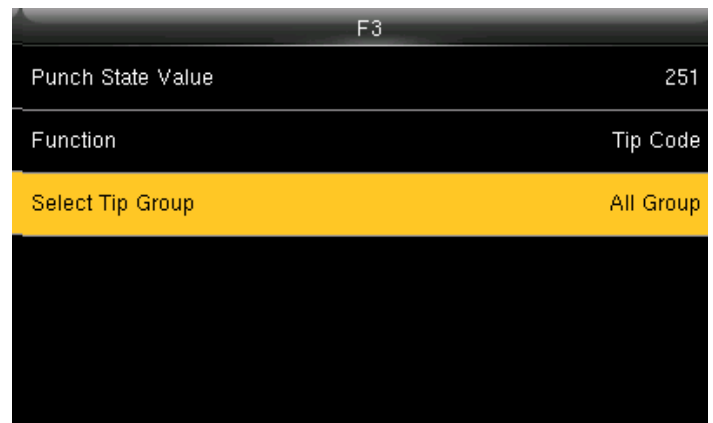 F3
Punch State Value 251
Function Tip Code
Select Tip Group All Group